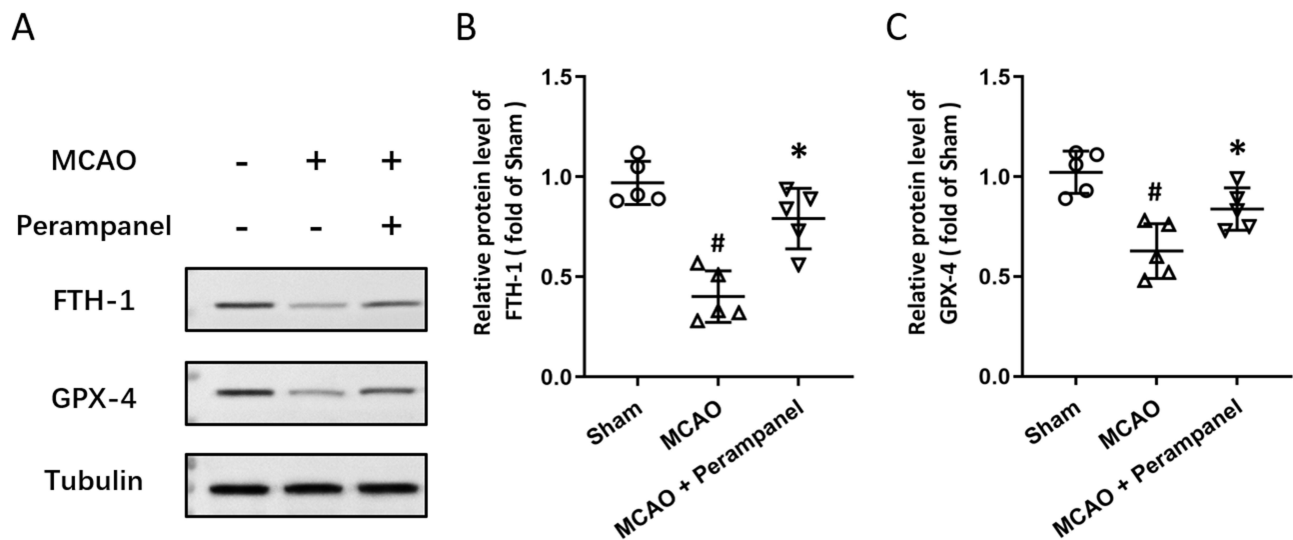 A
MCAO - + +
Perampanel - - +
FTH-1
GPX-4
Tubulin
B
Relative protein level of
FTH-1 ( fold of Sham )
1.5
1.0
0.5
0.0
#
*
Sham
MCAO
MCAO + Perampanel
C
Relative protein level of
GPX-4 ( fold of Sham )
1.5
1.0
0.5
0.0
#
*
Sham
MCAO
MCAO + Perampanel